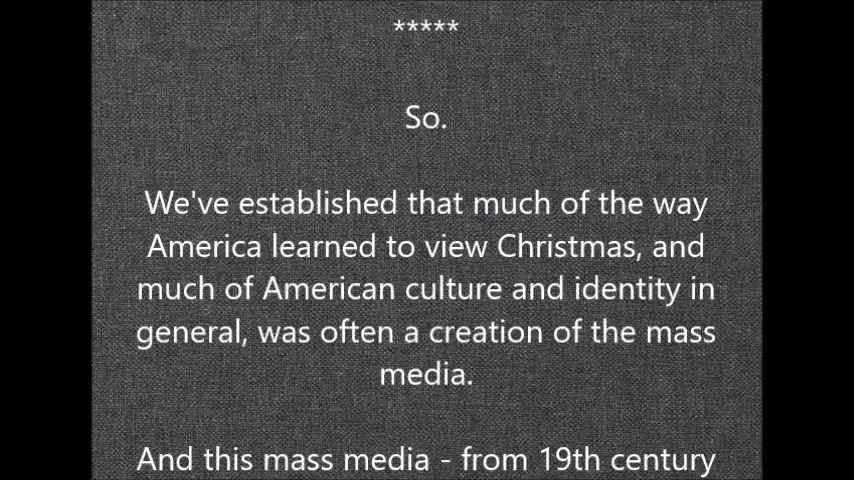 *****
So.
We've established that much of the way
America learned to view Christmas, and
much of American culture and identity in
general, was often a creation of the mass
media.
And this mass media - from 19th century